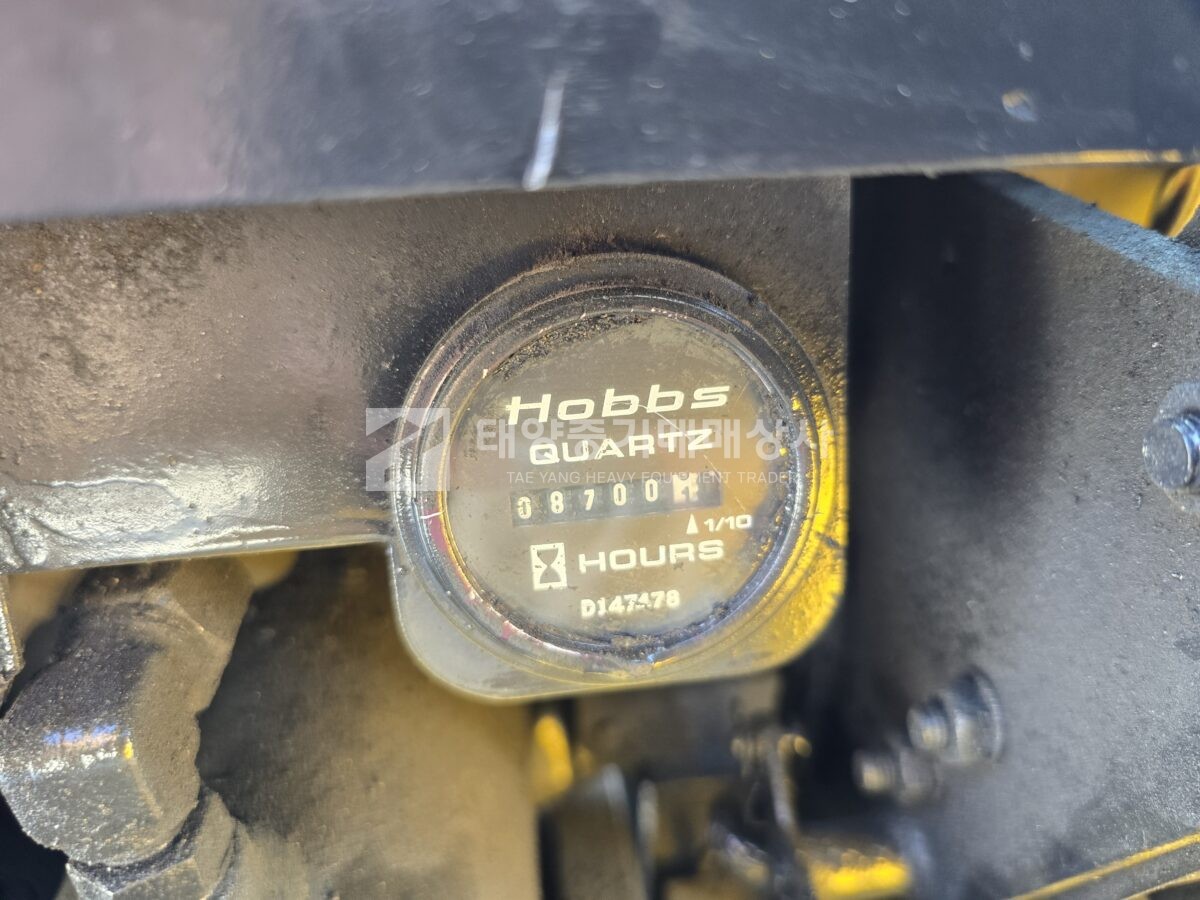 Hobbs
태양중기매매상사
QUARTZ
TAE YANG HEAVY EQUIPMENT TRADER
08700
1/10
HOURS
D147478